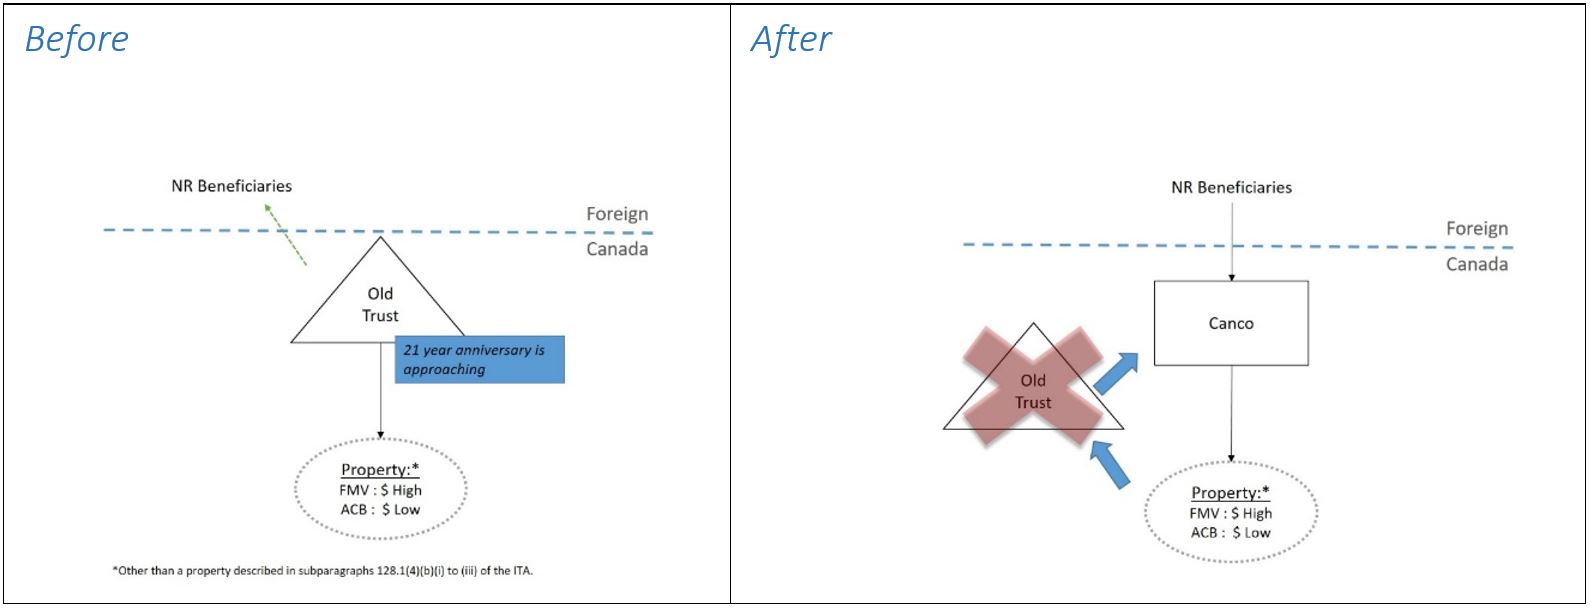 Before
NR Beneficiaries
Foreign
Canada
Old
Trust
21 year anniversary is
approaching
Property:*
FMV : $ High
ACB :  $ Low
*Other than a property described in subparagraphs 128.1(4)(b)(i) to (iii) of the ITA.
After
NR Beneficiaries
Foreign
Canada
Canco
Old
Trust
Property:*
FMV : $ High
ACB :  $ Low